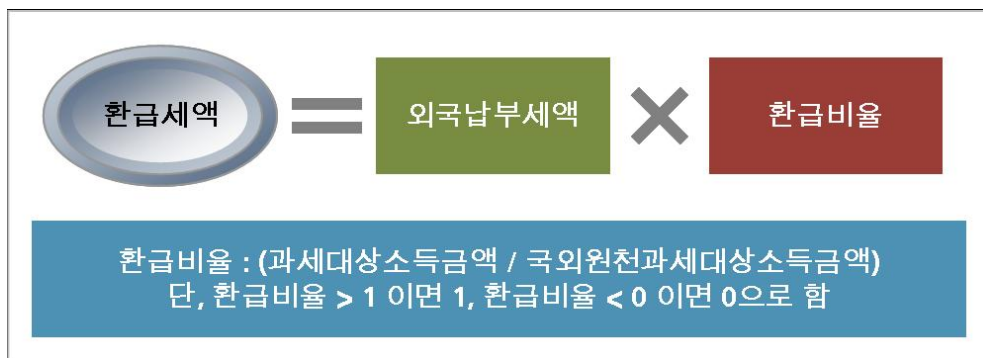 환급세액 = 외국납부세액 × 환급비율
환급비율 : (과세대상소득금액 / 국외원천과세대상소득금액)
단, 환급비율 > 1 이면 1, 환급비율 < 0 이면 0으로 함